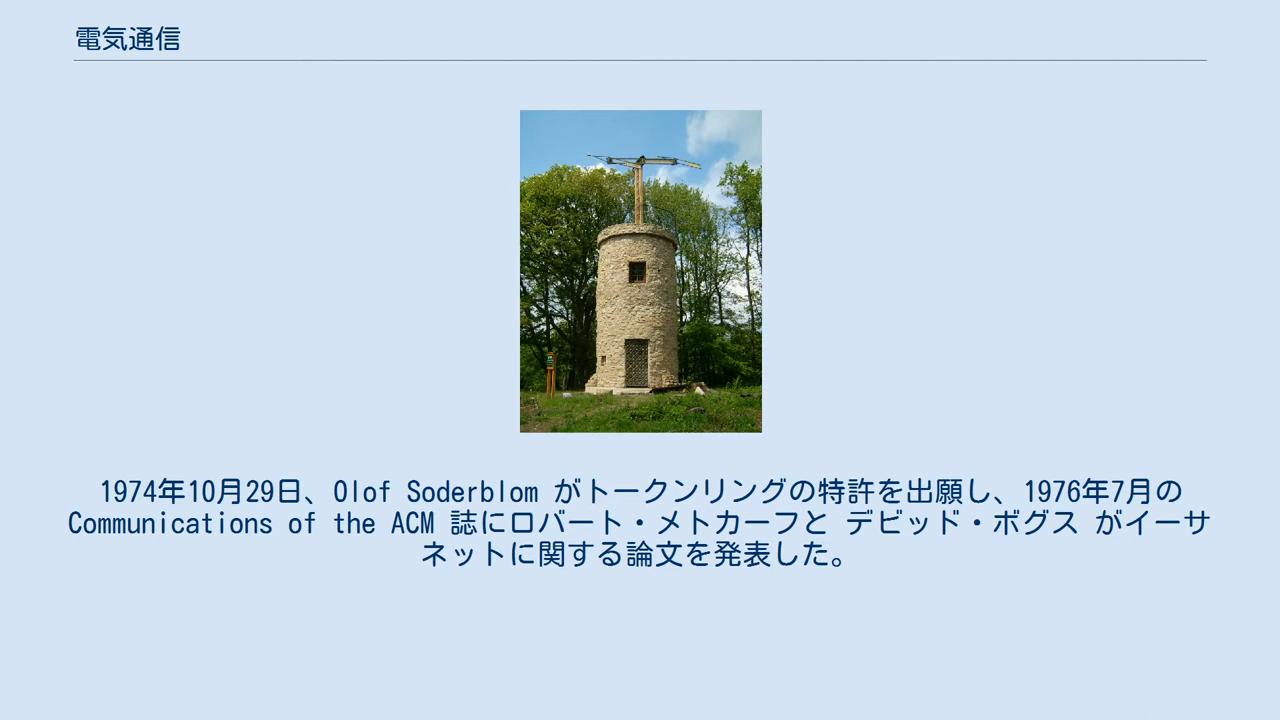 電気通信
1974年10月29日、Olof Soderblom がトークンリングの特許を出願し、1976年7月の
Communications of the ACM 誌にロバート・メトカーフと デビッド・ボグス がイーサ
ネットに関する論文を発表した。